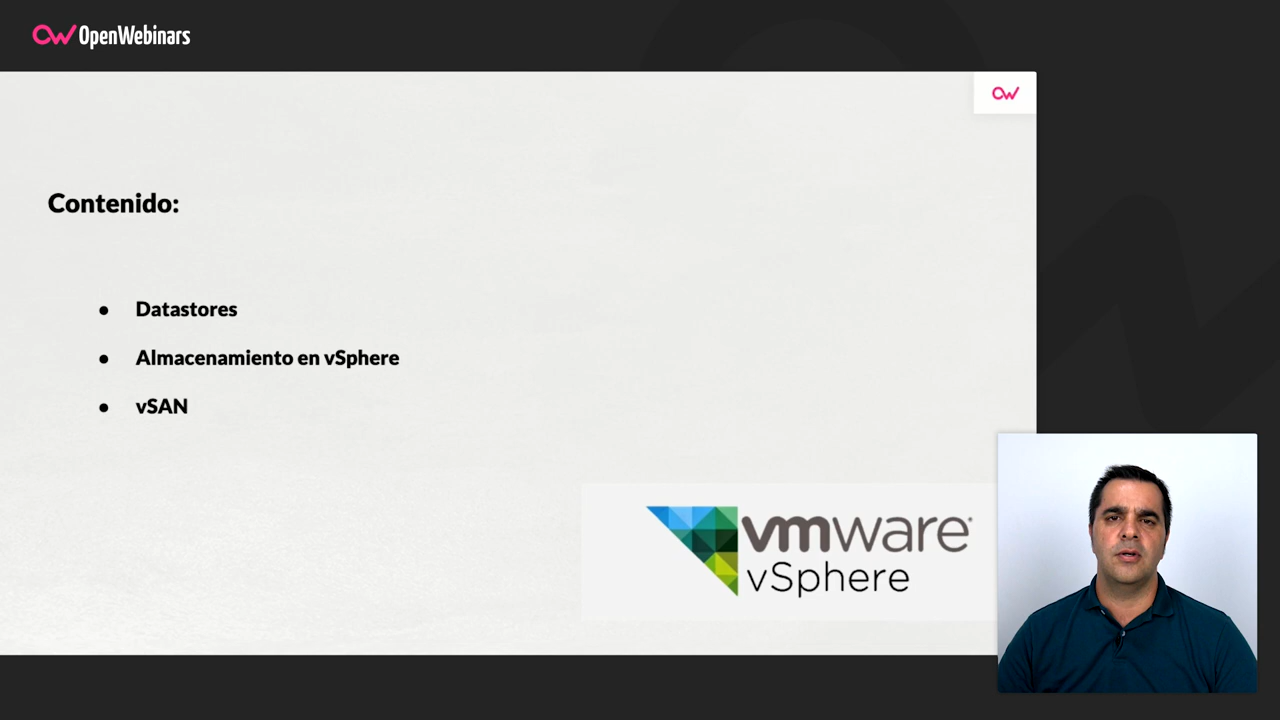 OpenWebinars
Contenido:
● Datastores
● Almacenamiento en vSphere
● vSAN
vmware
vSphere